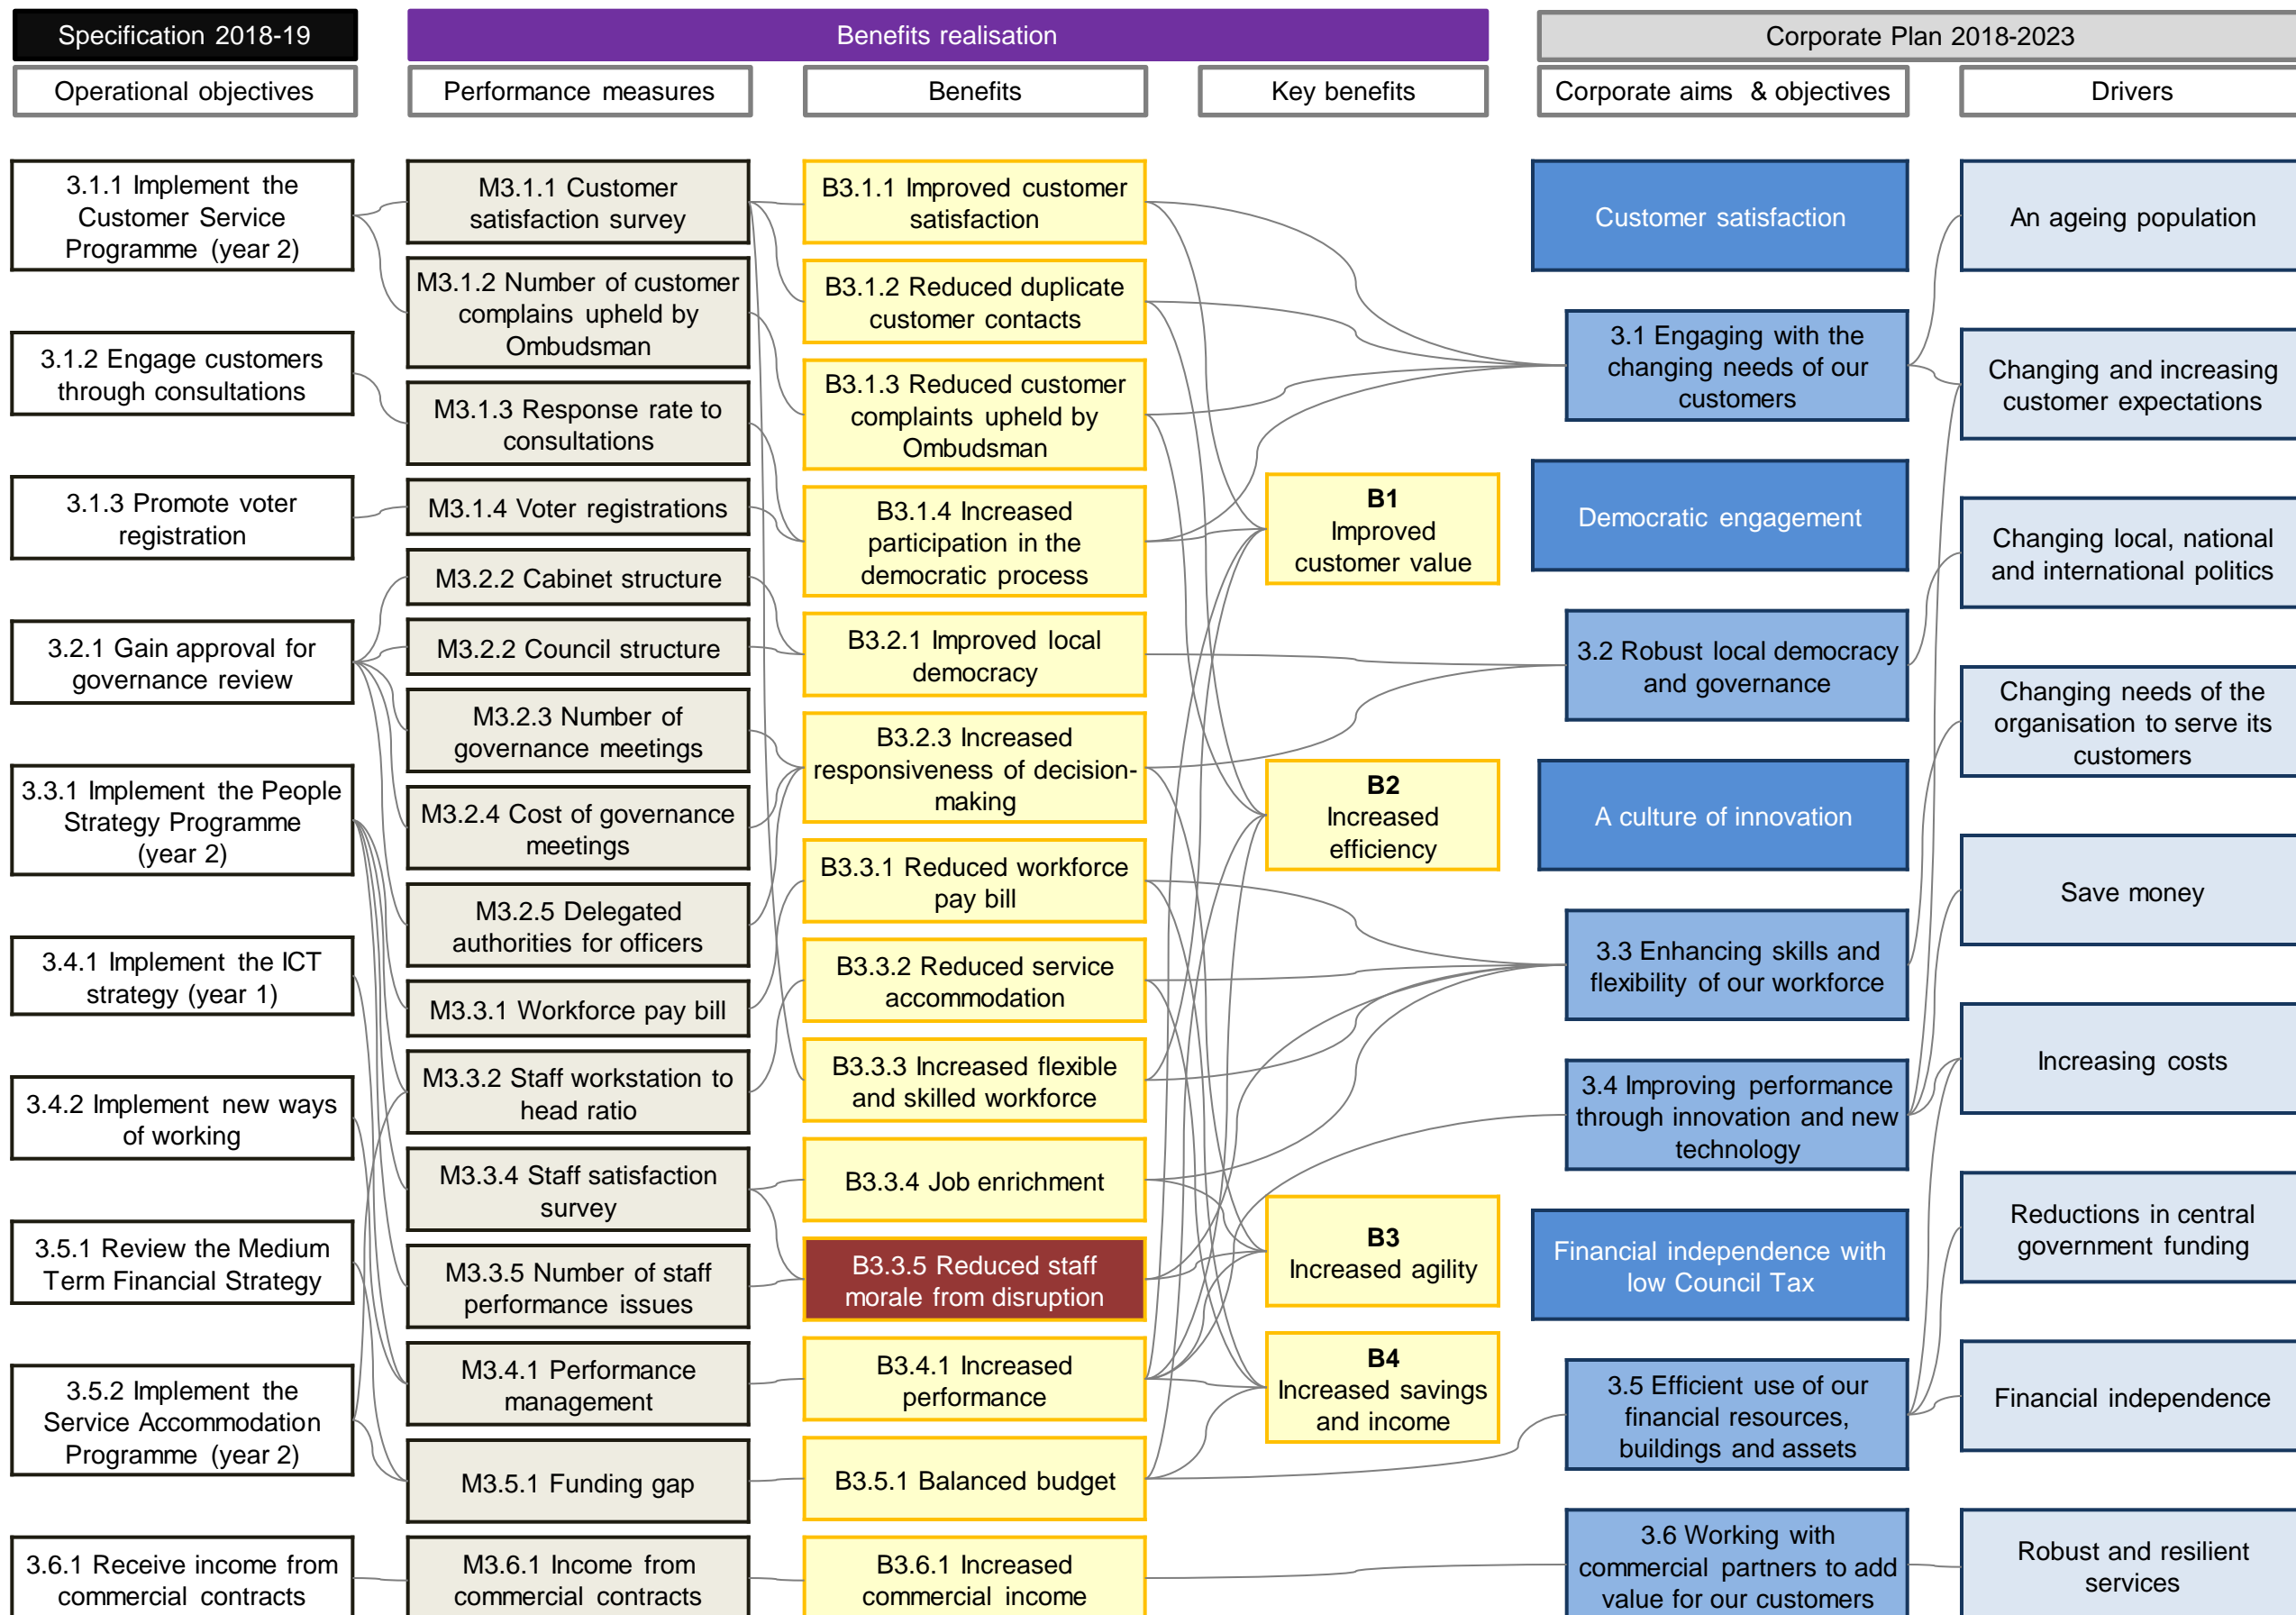 Specification 2018-19
Benefits realisation
Corporate Plan 2018-2023
Operational objectives
Performance measures
Benefits
Key benefits
Corporate aims & objectives
Drivers
3.1.1 Implement the
Customer Service
Programme (year 2)
3.1.2 Engage customers
through consultations
3.1.3 Promote voter
registration
3.2.1 Gain approval for
governance review
3.3.1 Implement the People
Strategy Programme
(year 2)
3.4.1 Implement the ICT
strategy (year 1)
3.4.2 Implement new ways
of working
3.5.1 Review the Medium
Term Financial Strategy
3.5.2 Implement the
Service Accommodation
Programme (year 2)
3.6.1 Receive income from
commercial contracts
M3.1.1 Customer
satisfaction survey
M3.1.2 Number of customer
complains upheld by
Ombudsman
M3.1.3 Response rate to
consultations
M3.1.4 Voter registrations
M3.2.2 Cabinet structure
M3.2.2 Council structure
M3.2.3 Number of
governance meetings
M3.2.4 Cost of governance
meetings
M3.2.5 Delegated
authorities for officers
M3.3.1 Workforce pay bill
M3.3.2 Staff workstation to
head ratio
M3.3.4 Staff satisfaction
survey
M3.3.5 Number of staff
performance issues
M3.4.1 Performance
management
M3.5.1 Funding gap
M3.6.1 Income from
commercial contracts
B3.1.1 Improved customer
satisfaction
B3.1.2 Reduced duplicate
customer contacts
B3.1.3 Reduced customer
complaints upheld by
Ombudsman
B3.1.4 Increased
participation in the
democratic process
B3.2.1 Improved local
democracy
B3.2.3 Increased
responsiveness of decision-
making
B3.3.1 Reduced workforce
pay bill
B3.3.2 Reduced service
accommodation
B3.3.3 Increased flexible
and skilled workforce
B3.3.4 Job enrichment
B3.3.5 Reduced staff
morale from disruption
B3.4.1 Increased
performance
B3.5.1 Balanced budget
B3.6.1 Increased
commercial income
B1
Improved
customer value
B2
Increased
efficiency
B3
Increased agility
B4
Increased savings
and income
Customer satisfaction
3.1 Engaging with the
changing needs of our
customers
Democratic engagement
3.2 Robust local democracy
and governance
A culture of innovation
3.3 Enhancing skills and
flexibility of our workforce
3.4 Improving performance
through innovation and new
technology
Financial independence with
low Council Tax
3.5 Efficient use of our
financial resources,
buildings and assets
3.6 Working with
commercial partners to add
value for our customers
An ageing population
Changing and increasing
customer expectations
Changing local, national
and international politics
Changing needs of the
organisation to serve its
customers
Save money
Increasing costs
Reductions in central
government funding
Financial independence
Robust and resilient
services